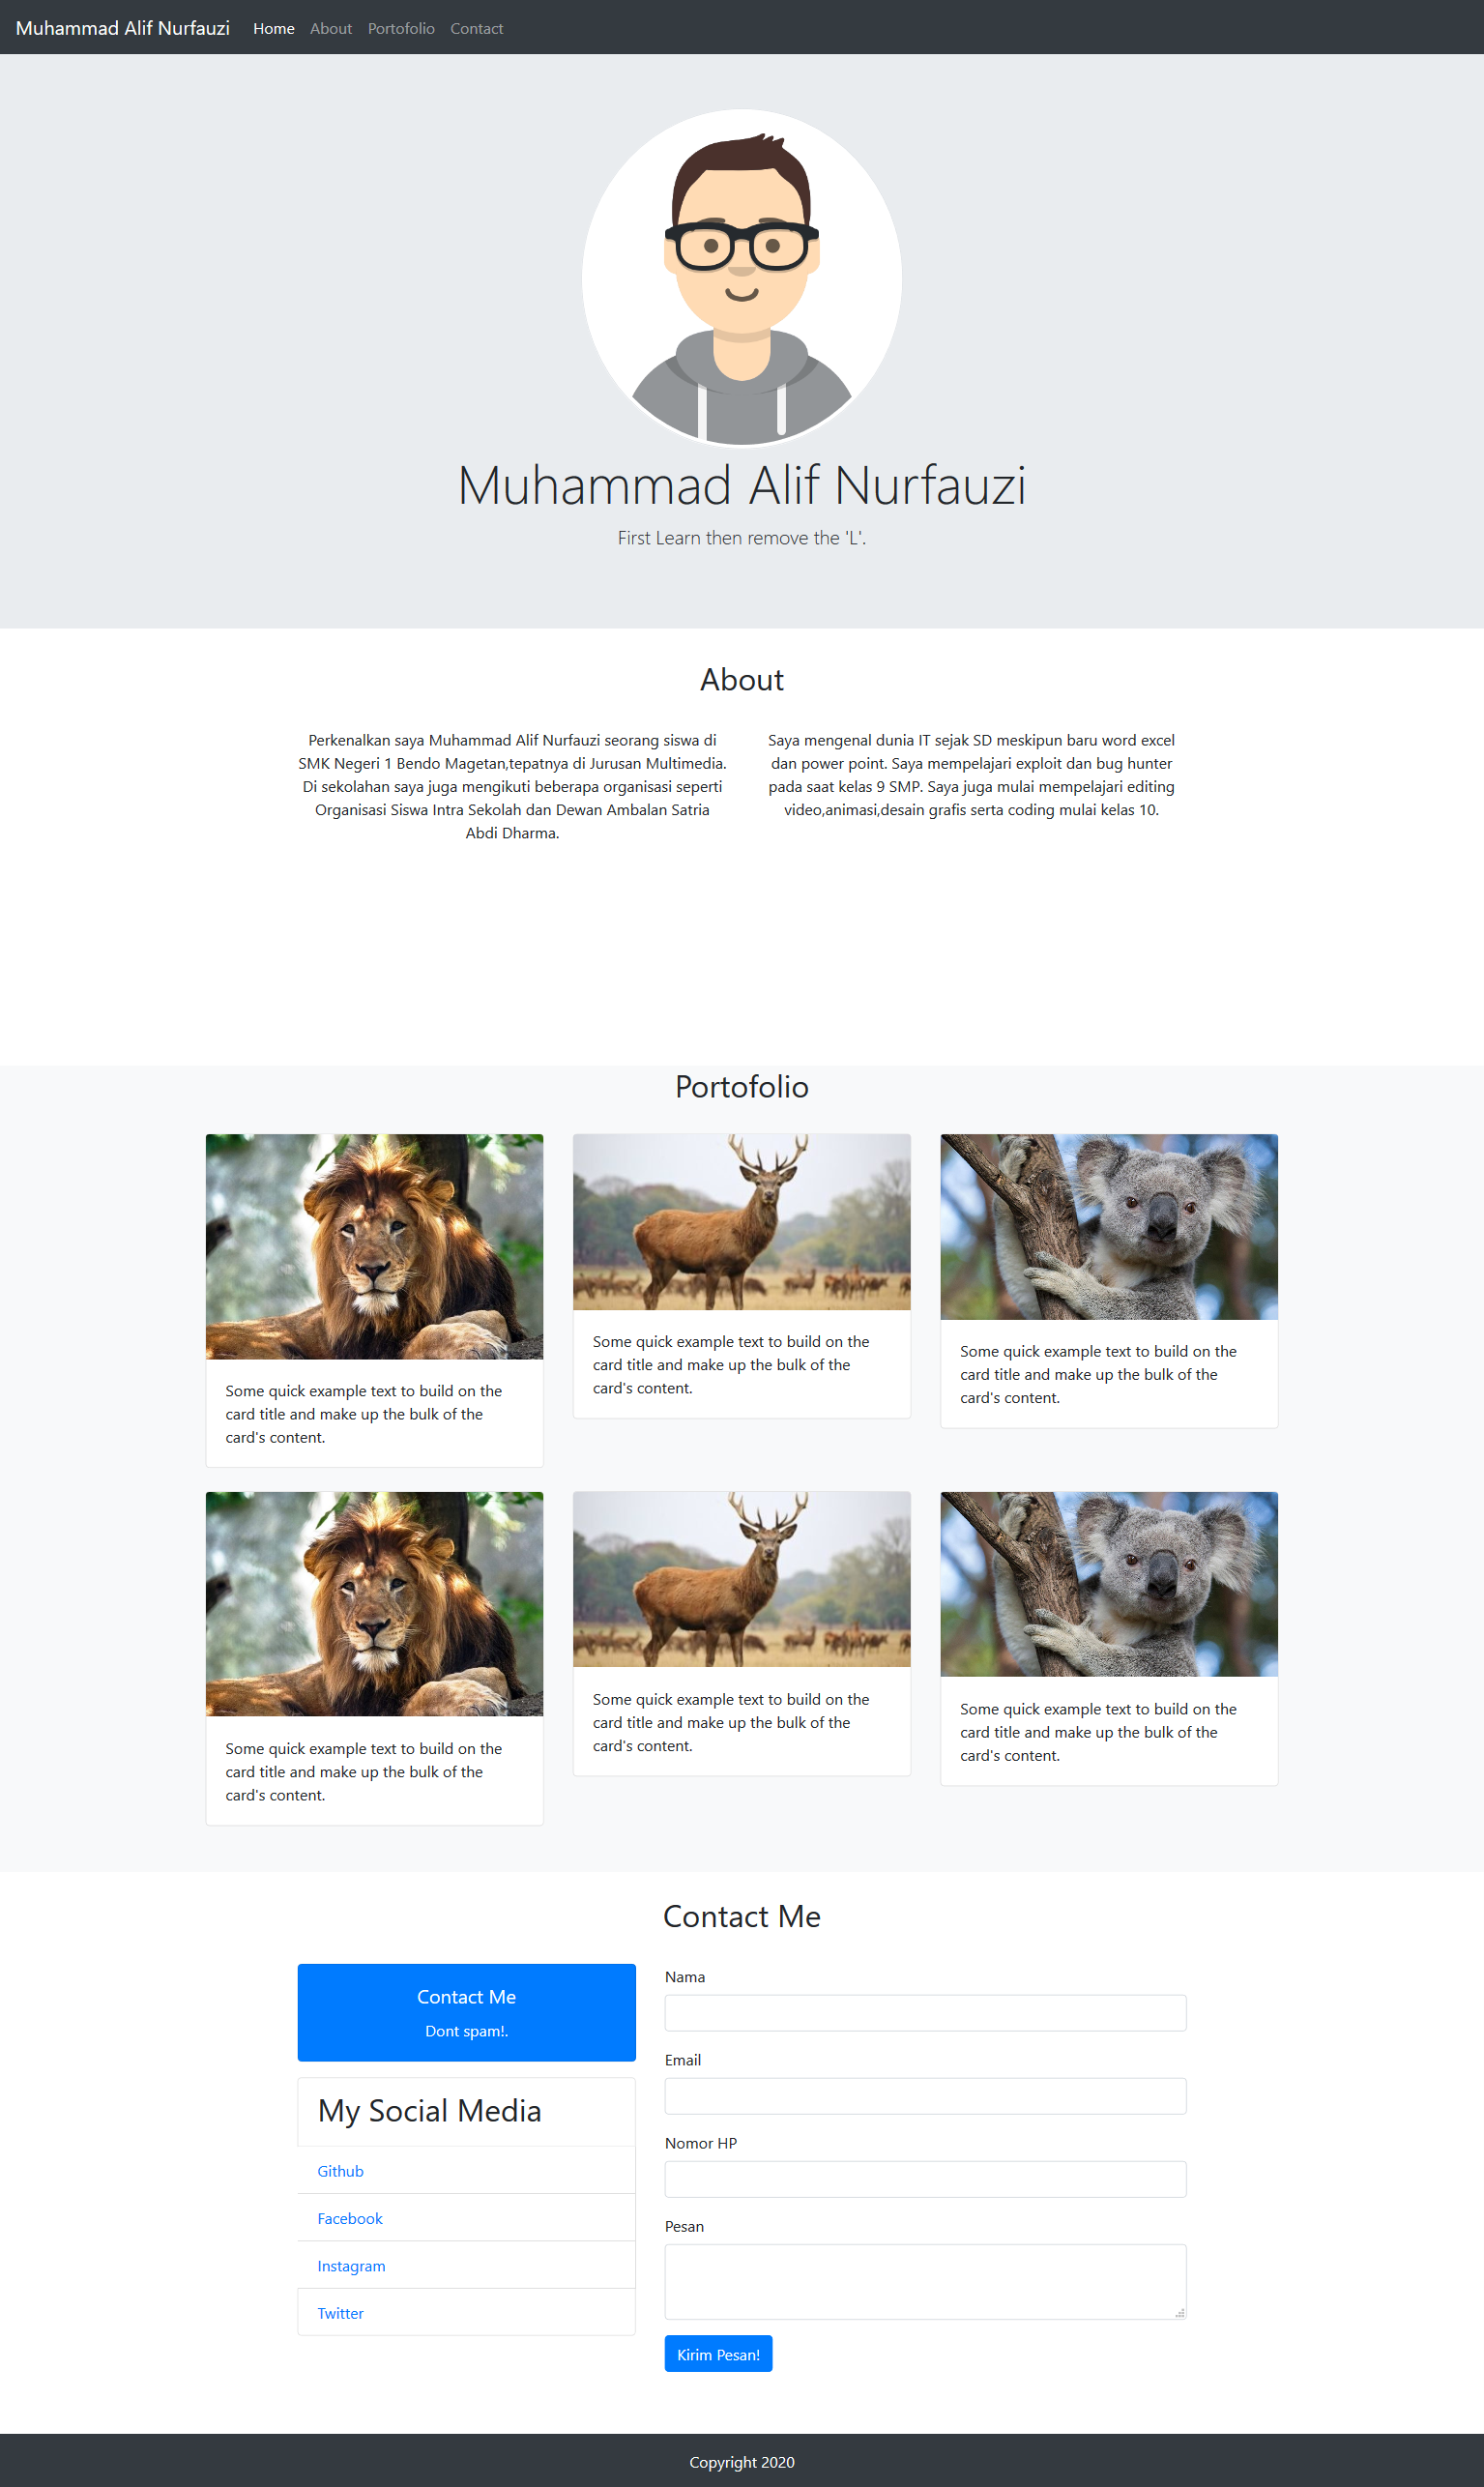 Muhammad Alif Nurfauzi Home About Portofolio Contact
Muhammad Alif Nurfauzi
First Learn then remove the 'L'.
About
Perkenalkan saya Muhammad Alif Nurfauzi seorang siswa di
SMK Negeri 1 Bendo Magetan,tepatnya di Jurusan Multimedia.
Di sekolahan saya juga mengikuti beberapa organisasi seperti
Organisasi Siswa Intra Sekolah dan Dewan Ambalan Satria
Abdi Dharma.
Saya mengenal dunia IT sejak SD meskipun baru word excel
dan power point. Saya mempelajari exploit dan bug hunter
pada saat kelas 9 SMP. Saya juga mulai mempelajari editing
video,animasi,desain grafis serta coding mulai kelas 10.
Portofolio
Some quick example text to build on the
card title and make up the bulk of the
card's content.
Some quick example text to build on the
card title and make up the bulk of the
card's content.
Some quick example text to build on the
card title and make up the bulk of the
card's content.
Some quick example text to build on the
card title and make up the bulk of the
card's content.
Some quick example text to build on the
card title and make up the bulk of the
card's content.
Some quick example text to build on the
card title and make up the bulk of the
card's content.
Contact Me
Contact Me
Dont spam!.
My Social Media
Github
Facebook
Instagram
Twitter
Nama
Email
Nomor HP
Pesan
Kirim Pesan!
Copyright 2020